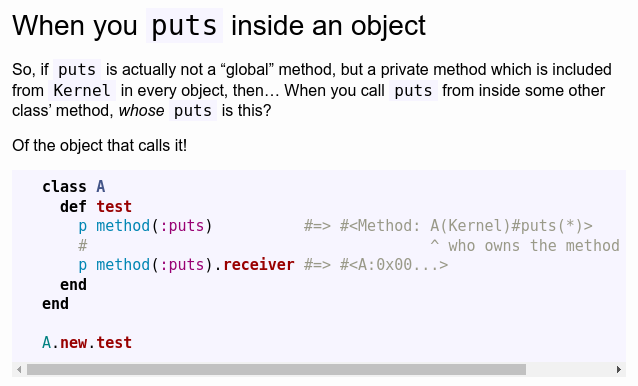 When you puts inside an object
So, if puts is actually not a “global” method, but a private method which is included
from Kernel in every object, then… When you call puts from inside some other
class’ method, whose puts is this?
Of the object that calls it!
class A
  def test
    p method(:puts)          #=> #<Method: A(Kernel)#puts(*)>
    #                                      ^ who owns the method
    p method(:puts).receiver #=> #<A:0x00...>
  end
end
A.new.test